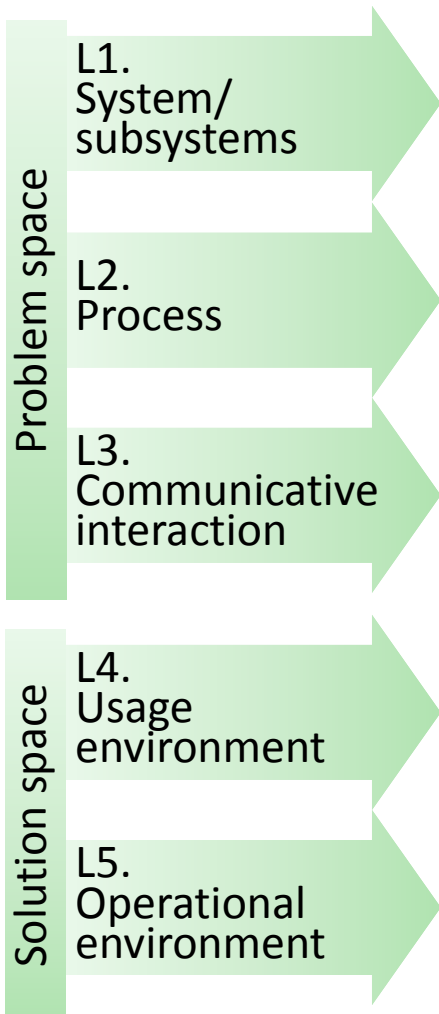 Problem space
L1.
System/
subsystems
L2.
Process
L3.
Communicative
interaction
Solution space
L4.
Usage
environment
L5.
Operational
environment